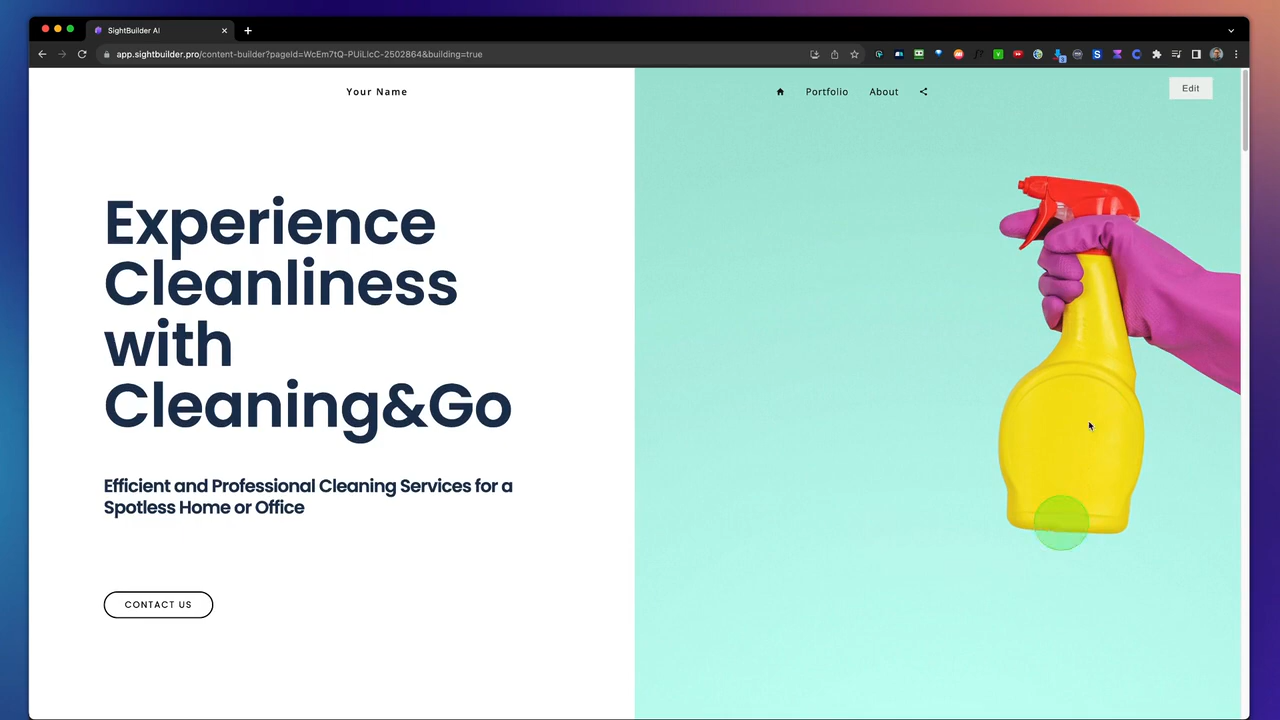 SightBuilder AI
app.sightbuilder.pro/content-builder?pageId=WcEm7tQ-PUiLlcC-2502864&building=true
Your Name
Portfolio
About
Edit
Experience
Cleanliness
with
Cleaning&Go
Efficient and Professional Cleaning Services for a
Spotless Home or Office
CONTACT US